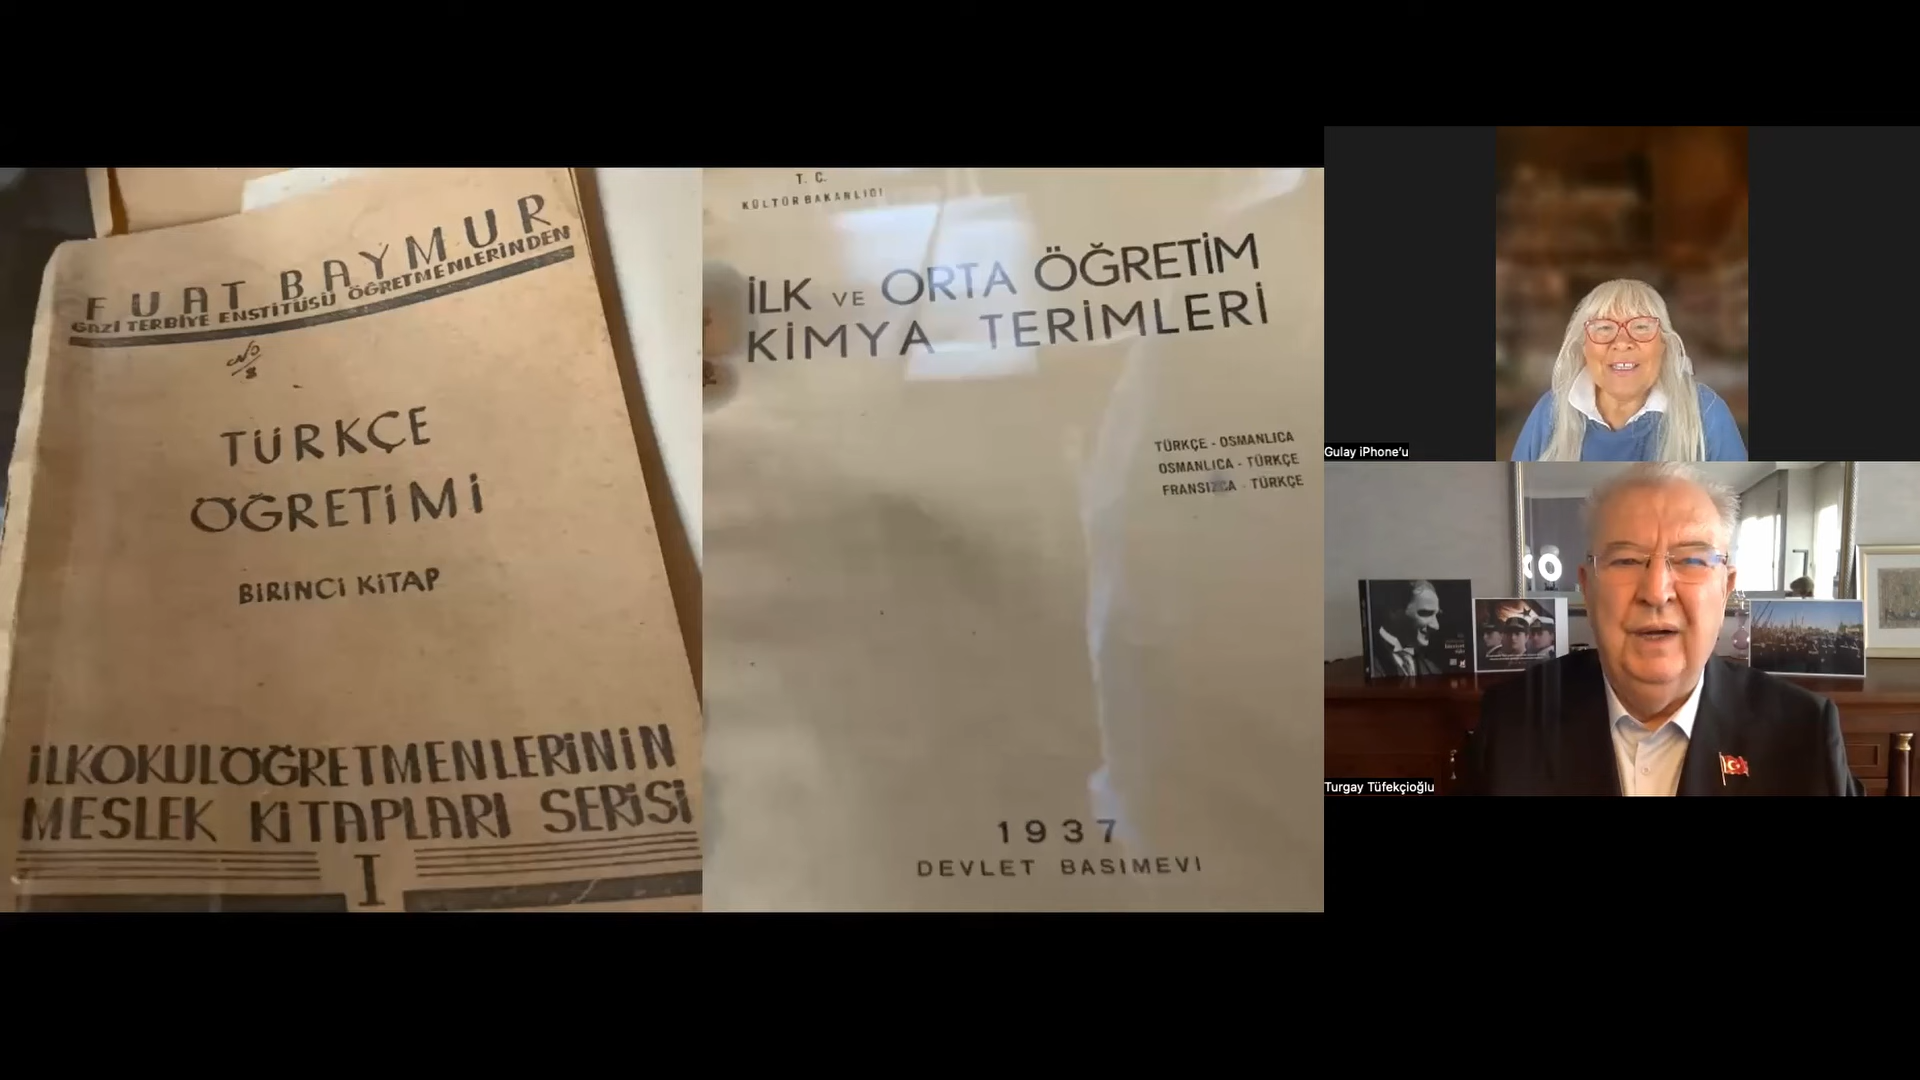 FUAT BAYMUR
GAZİ TERBİYE ENSTİTÜSÜ ÖĞRETMENLERİNDEN
TÜRKÇE
ÖĞRETİMİ
BİRİNCİ KİTAP
İLKOKUL ÖĞRETMENLERİNİN
MESLEK KİTAPLARI SERİSİ
I
T. C.
KÜLTÜR BAKANLIĞI
İLK VE ORTA ÖĞRETİM
KİMYA TERİMLERİ
TÜRKÇE - OSMANLICA
OSMANLICA - TÜRKÇE
FRANSIZCA - TÜRKÇE
1937
DEVLET BASIMEVI
Gulay iPhone'u
Turgay Tüfekçioğlu